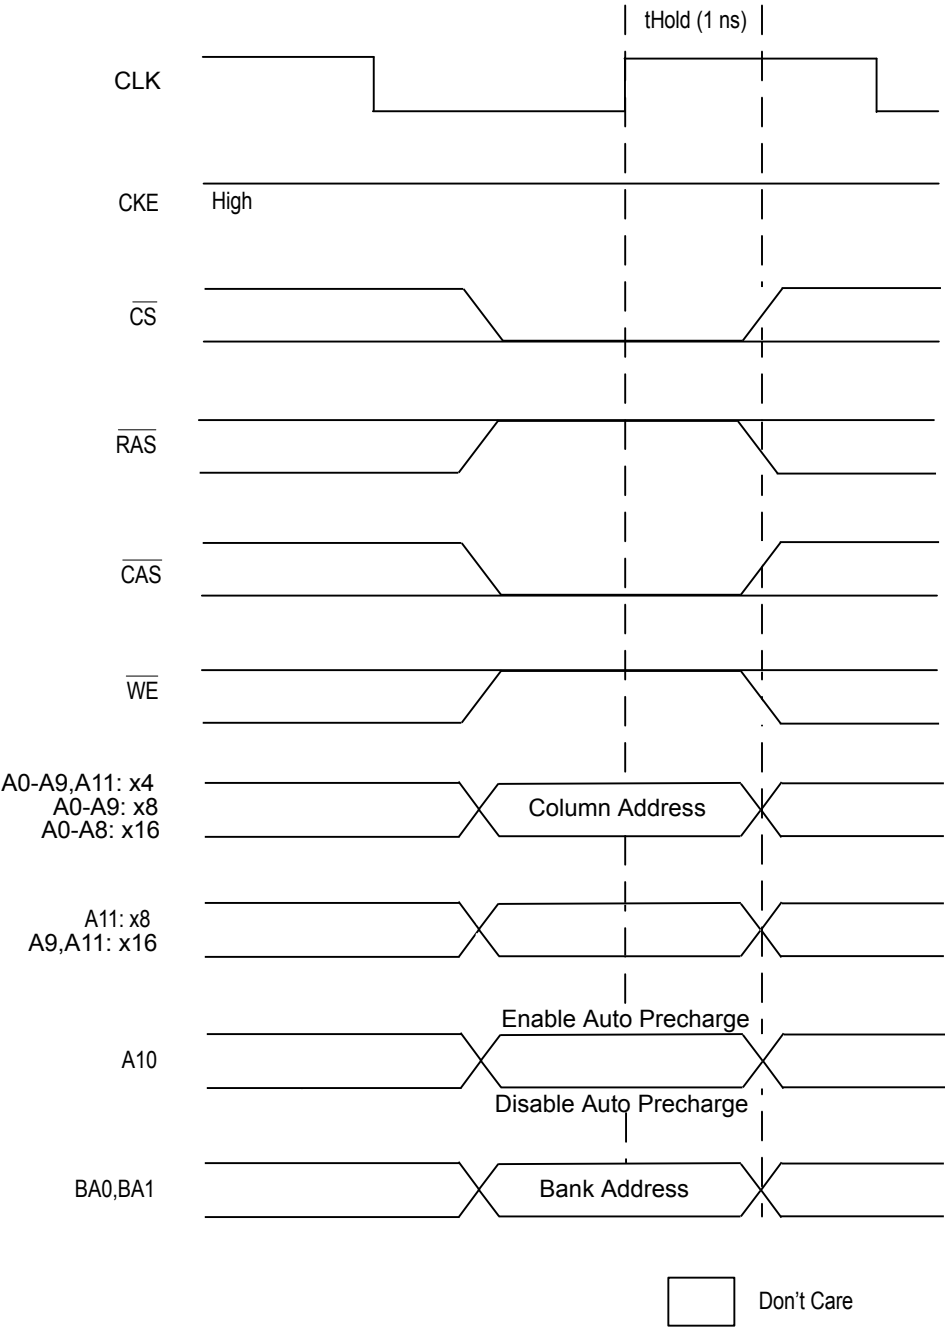 tHold (1 ns)
CLK
CKE
High
CS
RAS
CAS
WE
A0-A9,A11: x4
A0-A9: x8
A0-A8: x16
Column Address
A11: x8
A9,A11: x16
Enable Auto Precharge
A10
Disable Auto Precharge
BA0,BA1
Bank Address
Don't Care